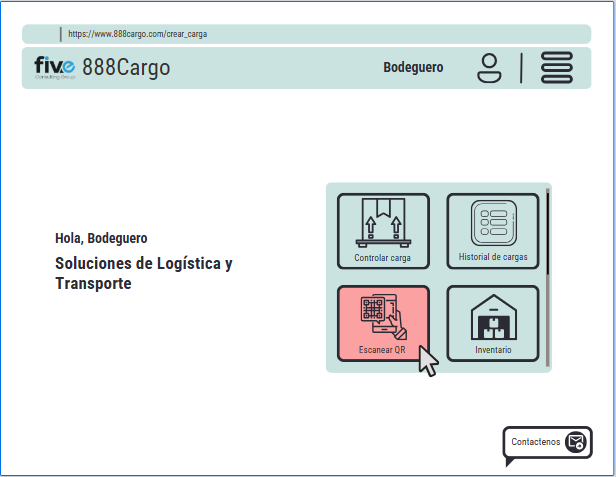 https://www.888cargo.com/crear_carga
five
Consulting Group
888Cargo
Bodeguero
Controlar carga
Historial de cargas
Hola, Bodeguero
Soluciones de Logística y
Transporte
Escanear QR
Inventario
Contactenos